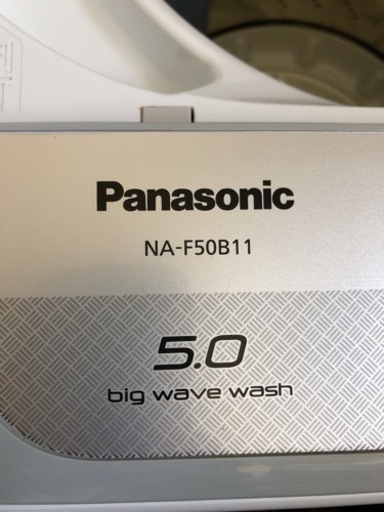 Panasonic
NA-F50B11
5.0
big wave wash